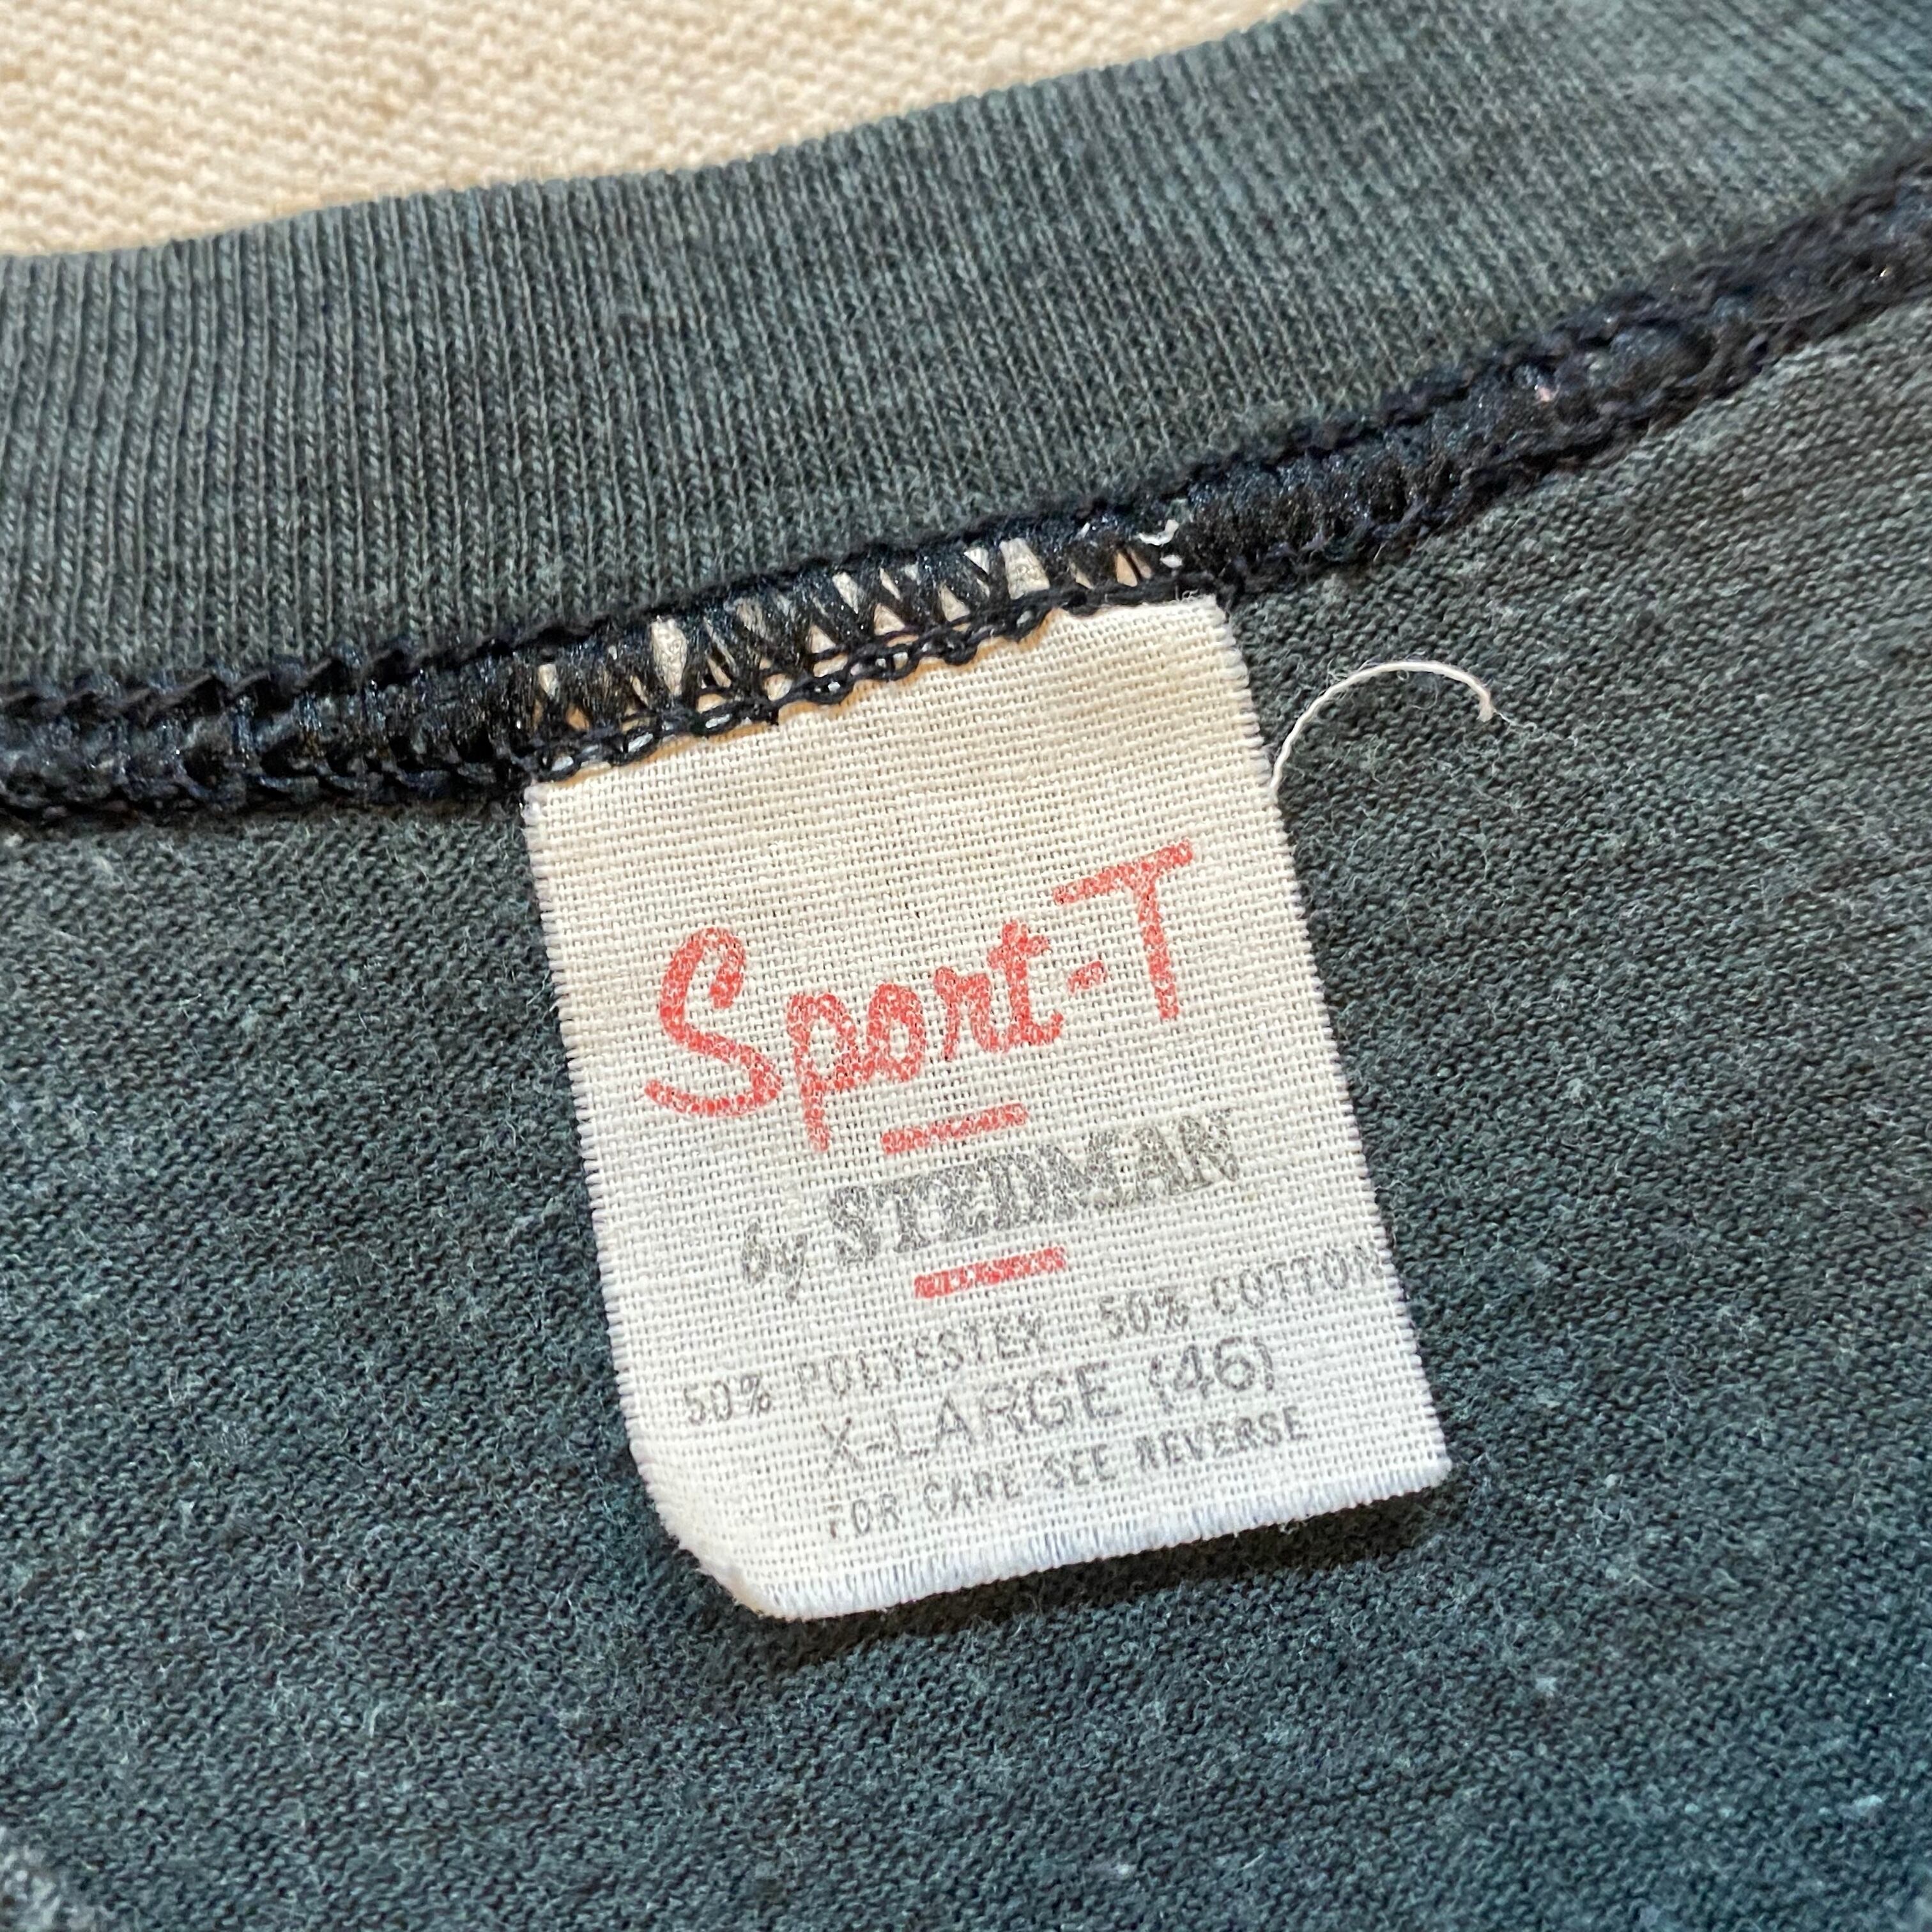 Sport-T
by STEDMAN
50% POLYESTER - 50% COTTON
X-LARGE (46)
FOR CARE SEE REVERSE